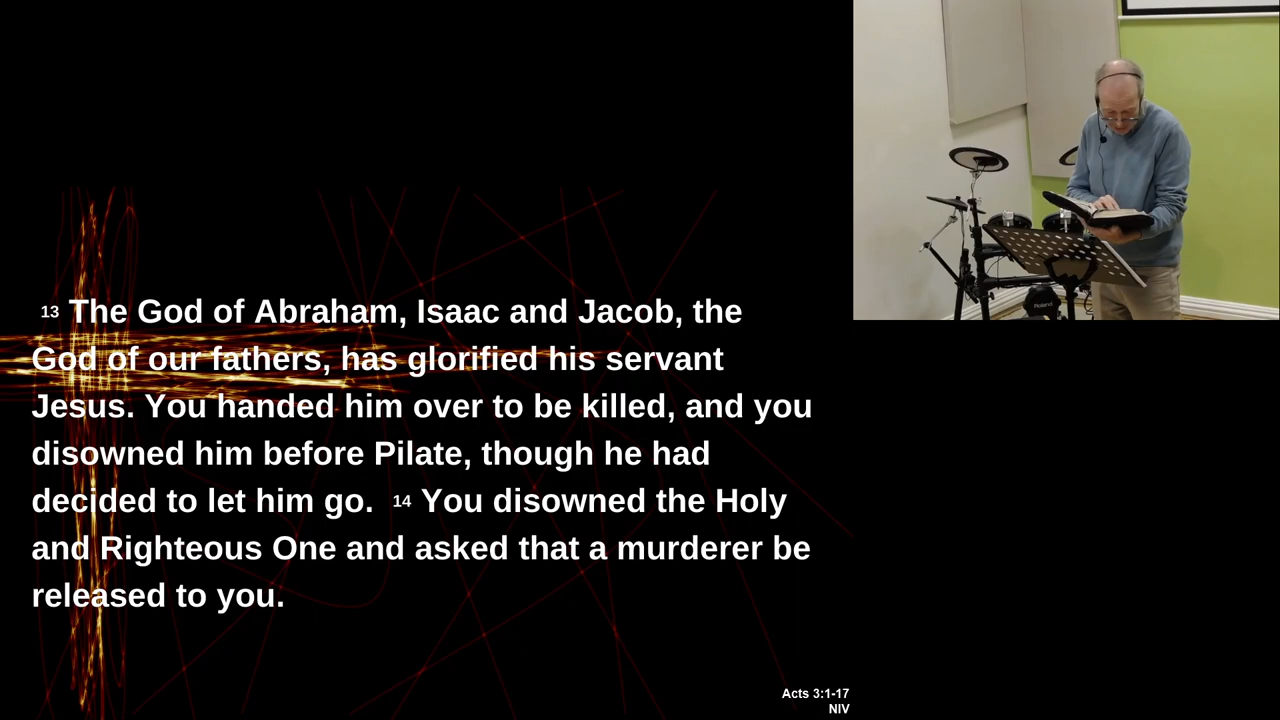 13 The God of Abraham, Isaac and Jacob, the
God of our fathers, has glorified his servant
Jesus. You handed him over to be killed, and you
disowned him before Pilate, though he had
decided to let him go. 14 You disowned the Holy
and Righteous One and asked that a murderer be
released to you.
Acts 3:1-17
NIV
Roland